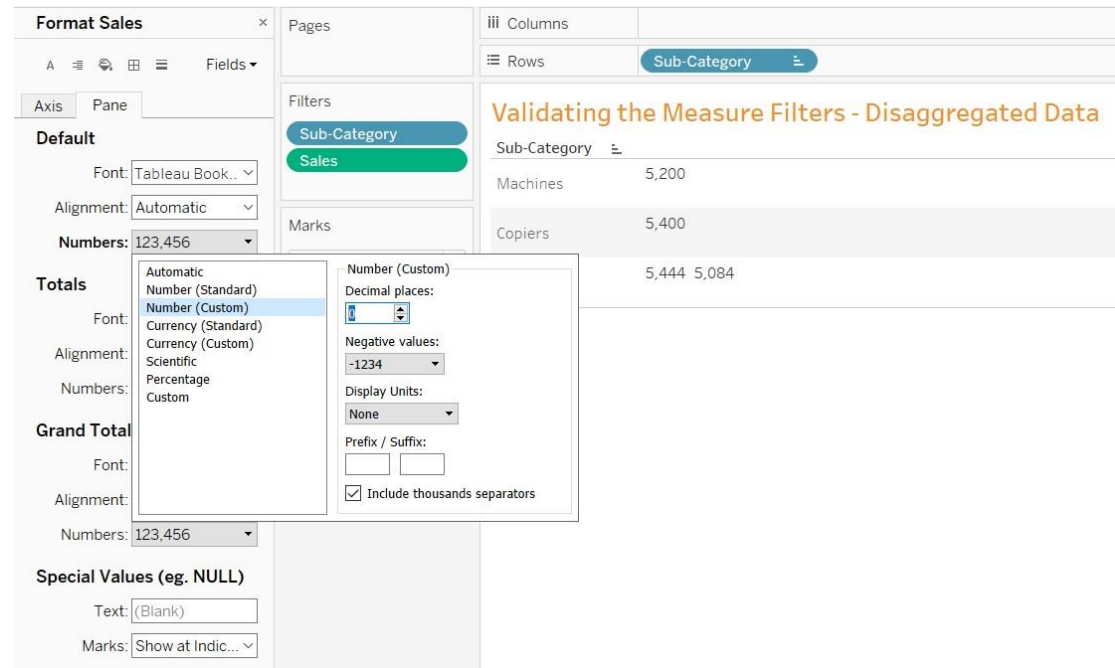 Format Sales ×
Fields
Axis Pane
Default
Font: Tableau Book..
Alignment: Automatic
Numbers: 123,456
Totals
Font:
Alignment:
Numbers:
Grand Total
Font:
Alignment:
Numbers: 123,456
Special Values (eg. NULL)
Text: (Blank)
Marks: Show at Indic...
Automatic
Number (Standard)
Number (Custom)
Currency (Standard)
Currency (Custom)
Scientific
Percentage
Custom
Number (Custom)
Decimal places:
0
Negative values:
-1234
Display Units:
None
Prefix / Suffix:
Include thousands separators
Pages
Filters
Sub-Category
Sales
Marks
Columns
Rows Sub-Category
Validating the Measure Filters - Disaggregated Data
Sub-Category
Machines 5,200
Copiers 5,400
5,444 5,084